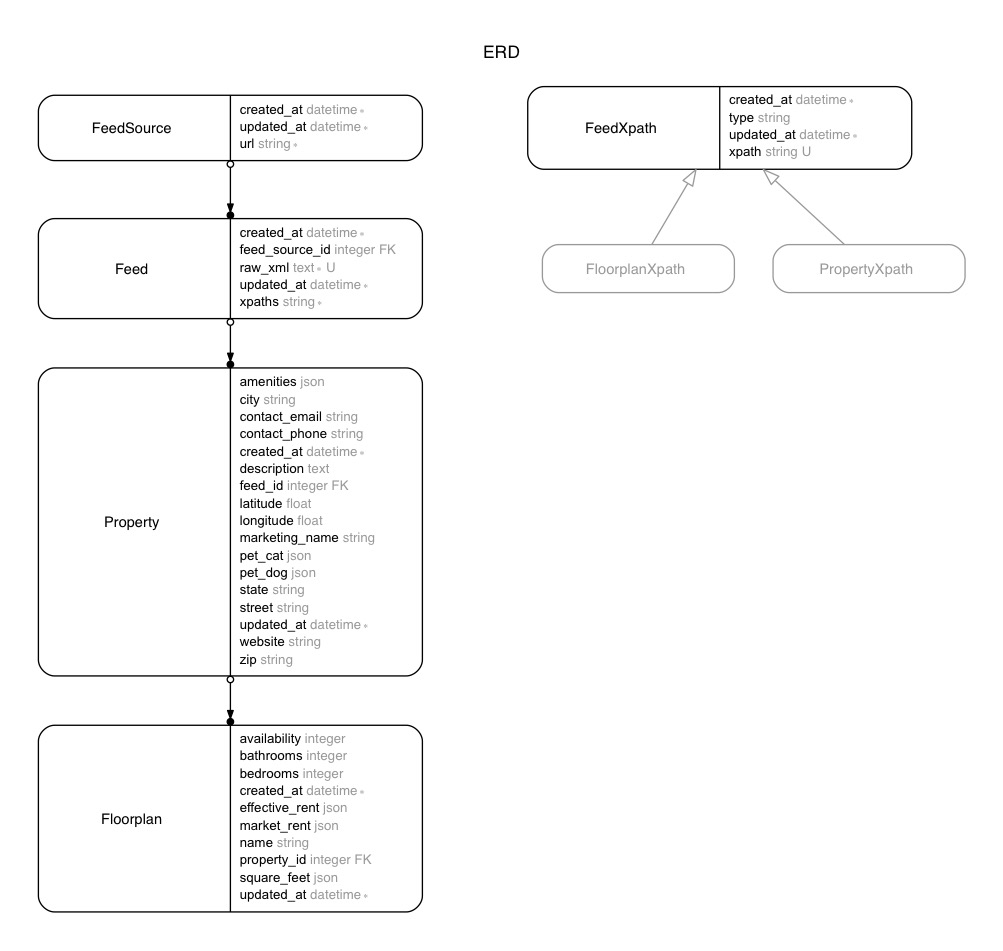 ERD
FeedSource
created_at datetime *
updated_at datetime *
url string *
Feed
created_at datetime *
feed_source_id integer FK
raw_xml text * U
updated_at datetime *
xpaths string *
Property
amenities json
city string
contact_email string
contact_phone string
created_at datetime *
description text
feed_id integer FK
latitude float
longitude float
marketing_name string
pet_cat json
pet_dog json
state string
street string
updated_at datetime *
website string
zip string
Floorplan
availability integer
bathrooms integer
bedrooms integer
created_at datetime *
effective_rent json
market_rent json
name string
property_id integer FK
square_feet json
updated_at datetime *
FeedXpath
created_at datetime *
type string
updated_at datetime *
xpath string U
FloorplanXpath
PropertyXpath